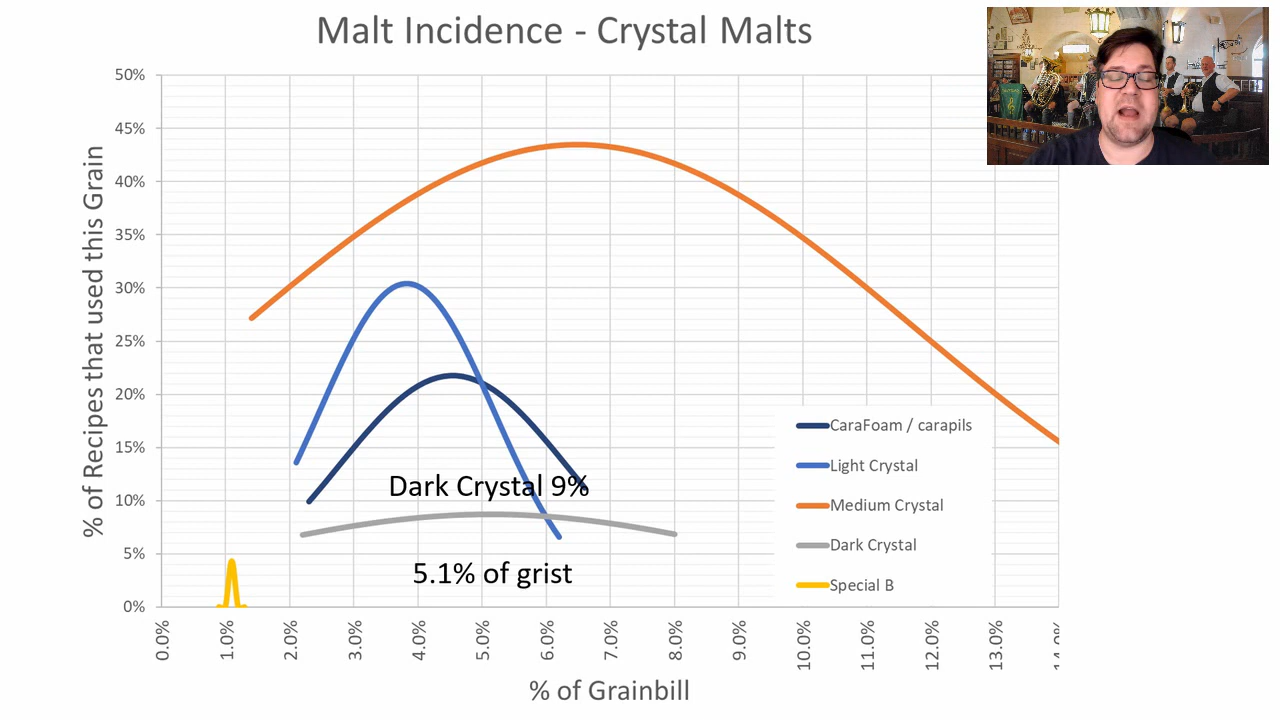 Malt Incidence - Crystal Malts
% of Recipes that used this Grain
50%
45%
40%
35%
30%
25%
20%
15%
10%
5%
0%
Dark Crystal 9%
5.1% of grist
CaraFoam / carapils
Light Crystal
Medium Crystal
Dark Crystal
Special B
0.0%
1.0%
2.0%
3.0%
4.0%
5.0%
6.0%
7.0%
8.0%
9.0%
10.0%
11.0%
12.0%
13.0%
% of Grainbill